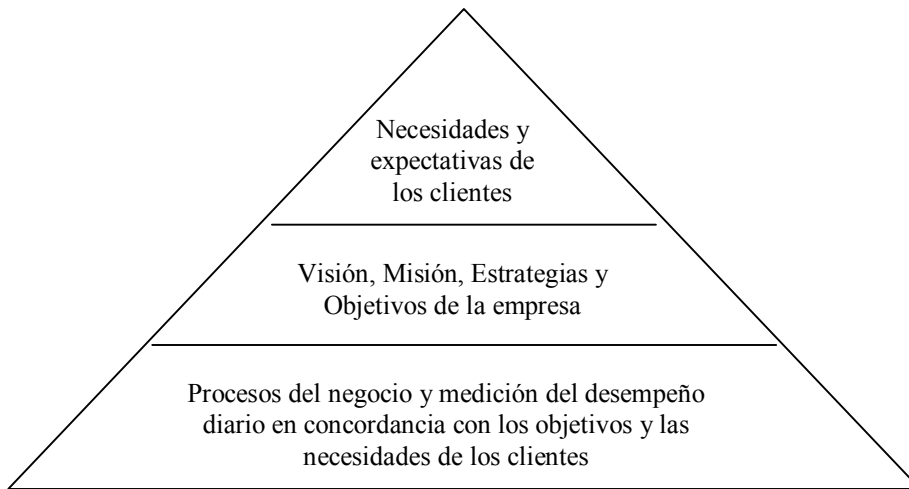 Necesidades y
expectativas de
los clientes
Visión, Misión, Estrategias y
Objetivos de la empresa
Procesos del negocio y medición del desempeño
diario en concordancia con los objetivos y las
necesidades de los clientes